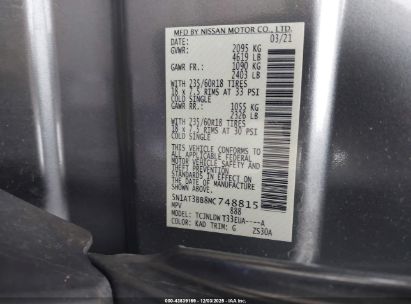 MFD BY NISSAN MOTOR CO., LTD.
DATE: 03/21
GVWR: 2095 KG
4619 LB
GAWR FR.: 1090 KG
2403 LB
WITH 235/60R18 TIRES
18 x 7.5 RIMS AT 33 PSI
COLD SINGLE
GAWR RR.: 1055 KG
2326 LB
WITH 235/60R18 TIRES
18 x 7.5 RIMS AT 30 PSI
COLD SINGLE
THIS VEHICLE CONFORMS TO
ALL APPLICABLE FEDERAL
MOTOR VEHICLE SAFETY AND
THEFT PREVENTION STANDARDS
IN EFFECT ON THE DATE OF
MANUFACTURE SHOWN ABOVE.
5N1AT3BB8MC748815
MPV 888
MODEL: TCJNLDW T33EUA----A
COLOR: KAD TRIM: G ZS30A